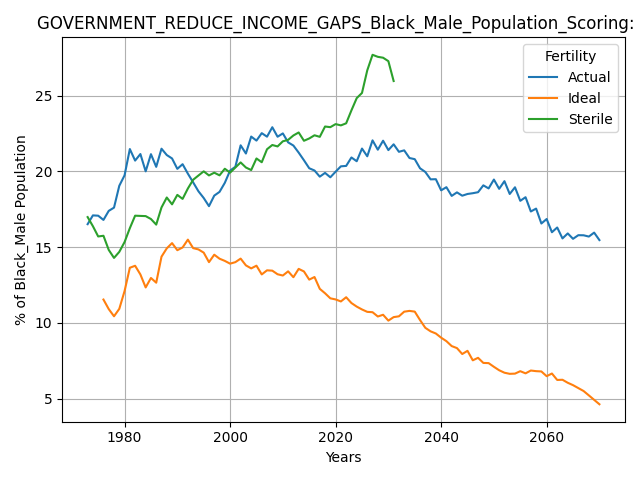 GOVERNMENT_REDUCE_INCOME_GAPS_Black_Male_Population_Scoring:
Fertility
Actual
Ideal
Sterile
% of Black_Male Population
25
20
15
10
5
1980 2000 2020 2040 2060
Years